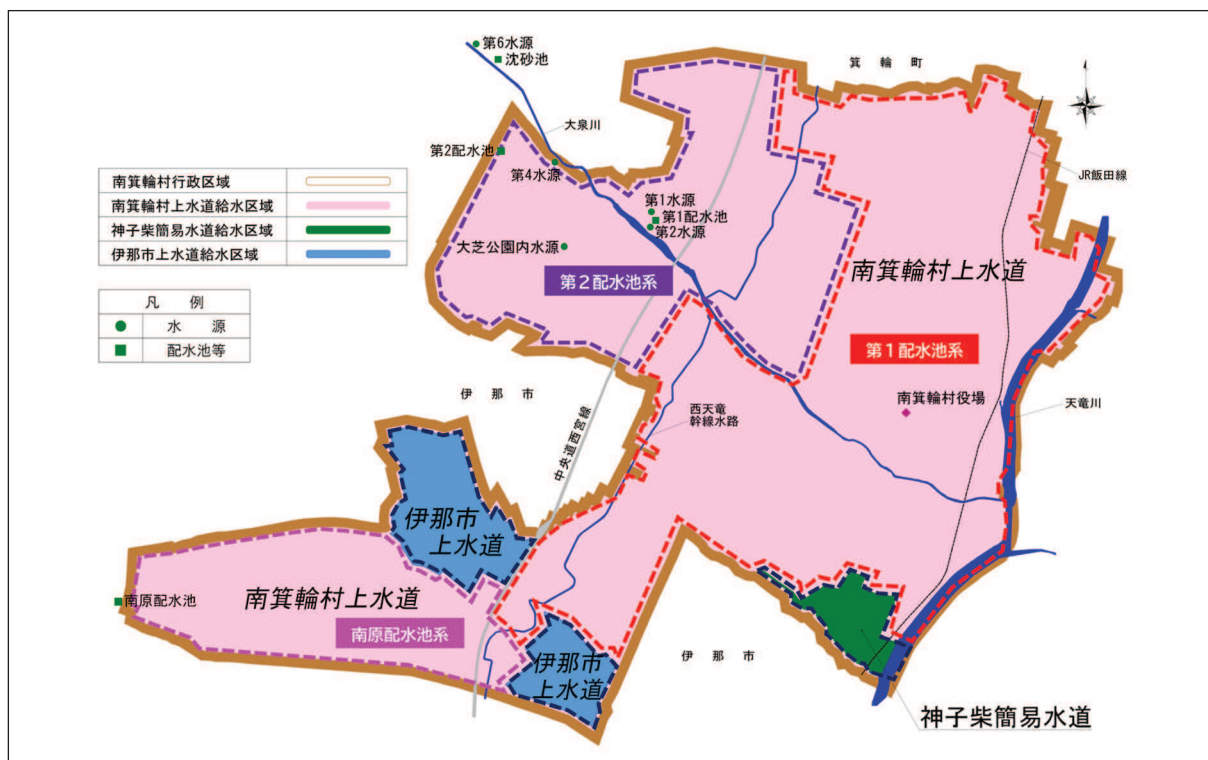 第6水源
沈砂池
箕輪町
大泉川
第2配水池
第4水源
JR飯田線
南箕輪村行政区域
南箕輪村上水道給水区域
神子柴簡易水道給水区域
伊那市上水道給水区域
第1水源
第1配水池
第2水源
大芝公園内水源
南箕輪村上水道
第2配水池系
凡例
水源
配水池等
第1配水池系
伊那市
南箕輪村役場
西天竜
幹線水路
天竜川
中央道西宮線
伊那市
上水道
南原配水池
南箕輪村上水道
南原配水池系
伊那市
上水道
伊那市
神子柴簡易水道